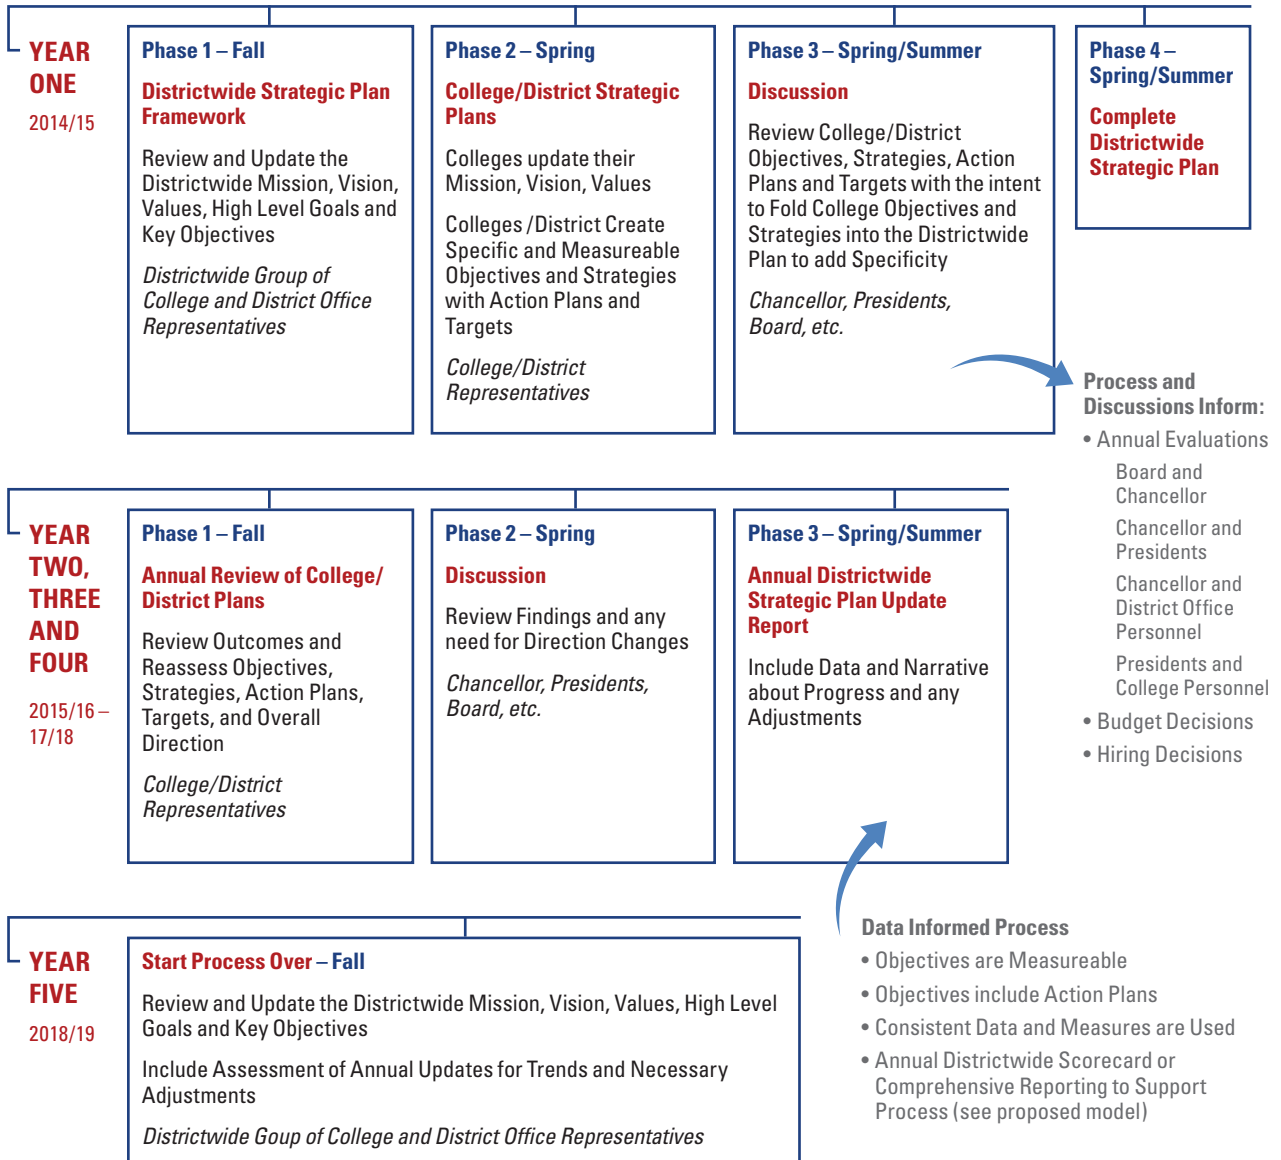 YEAR
ONE
2014/15
Phase 1 – Fall
Districtwide Strategic Plan
Framework
Review and Update the
Districtwide Mission, Vision,
Values, High Level Goals and
Key Objectives
Districtwide Group of
College and District Office
Representatives
Phase 2 – Spring
College/District Strategic
Plans
Colleges update their
Mission, Vision, Values
Colleges /District Create
Specific and Measureable
Objectives and Strategies
with Action Plans and
Targets
College/District
Representatives
Phase 3 – Spring/Summer
Discussion
Review College/District
Objectives, Strategies, Action
Plans and Targets with the intent
to Fold College Objectives and
Strategies into the Districtwide
Plan to add Specificity
Chancellor, Presidents,
Board, etc.
Phase 4 –
Spring/Summer
Complete
Districtwide
Strategic Plan
Process and
Discussions Inform:
• Annual Evaluations
Board and
Chancellor
Chancellor and
Presidents
Chancellor and
District Office
Personnel
Presidents and
College Personnel
• Budget Decisions
• Hiring Decisions
YEAR
TWO,
THREE
AND
FOUR
2015/16 –
17/18
Phase 1 – Fall
Annual Review of College/
District Plans
Review Outcomes and
Reassess Objectives,
Strategies, Action Plans,
Targets, and Overall
Direction
College/District
Representatives
Phase 2 – Spring
Discussion
Review Findings and any
need for Direction Changes
Chancellor, Presidents,
Board, etc.
Phase 3 – Spring/Summer
Annual Districtwide
Strategic Plan Update
Report
Include Data and Narrative
about Progress and any
Adjustments
YEAR
FIVE
2018/19
Start Process Over – Fall
Review and Update the Districtwide Mission, Vision, Values, High Level
Goals and Key Objectives
Include Assessment of Annual Updates for Trends and Necessary
Adjustments
Districtwide Goup of College and District Office Representatives
Data Informed Process
• Objectives are Measureable
• Objectives include Action Plans
• Consistent Data and Measures are Used
• Annual Districtwide Scorecard or
Comprehensive Reporting to Support
Process (see proposed model)